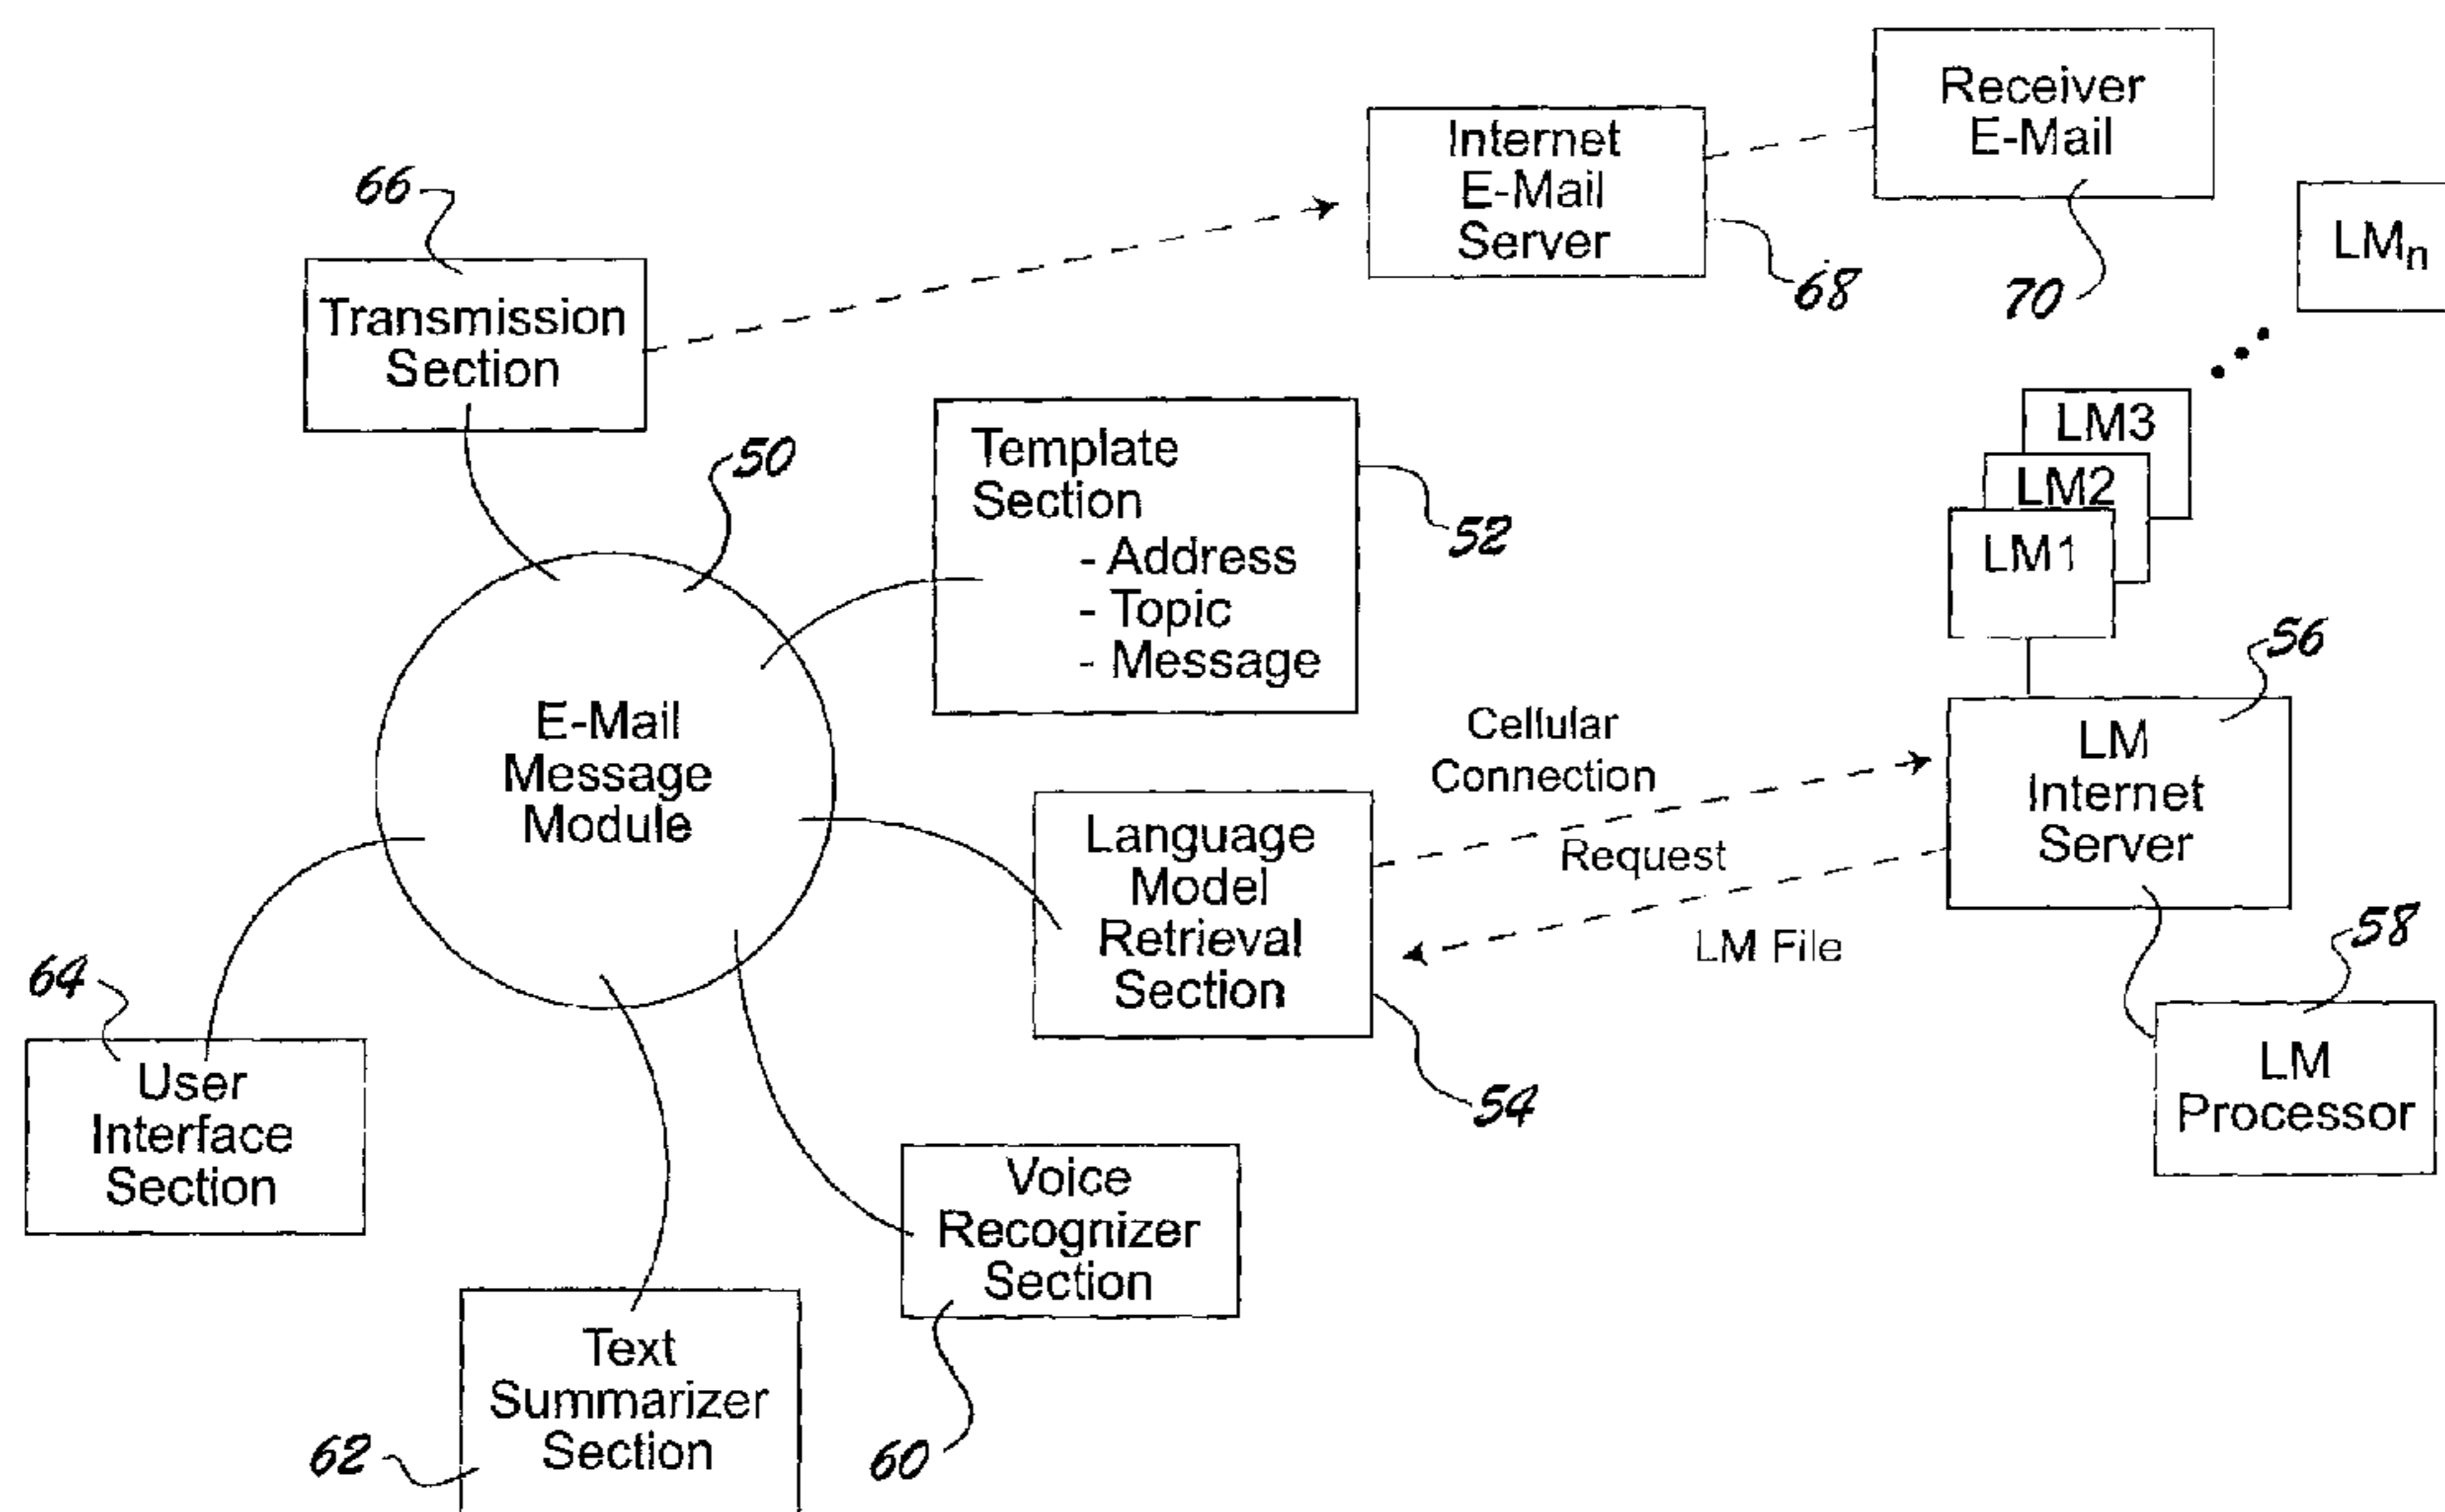 Receiver
E-Mail
70
Internet
E-Mail
Server
68
LMn
66
Transmission
Section
50
Template
Section
- Address
- Topic
- Message
52
LM3
LM2
LM1
56
LM
Internet
Server
E-Mail
Message
Module
Cellular
Connection
Request
LM File
Language
Model
Retrieval
Section
54
58
LM
Processor
64
User
Interface
Section
Voice
Recognizer
Section
60
Text
Summarizer
Section
62